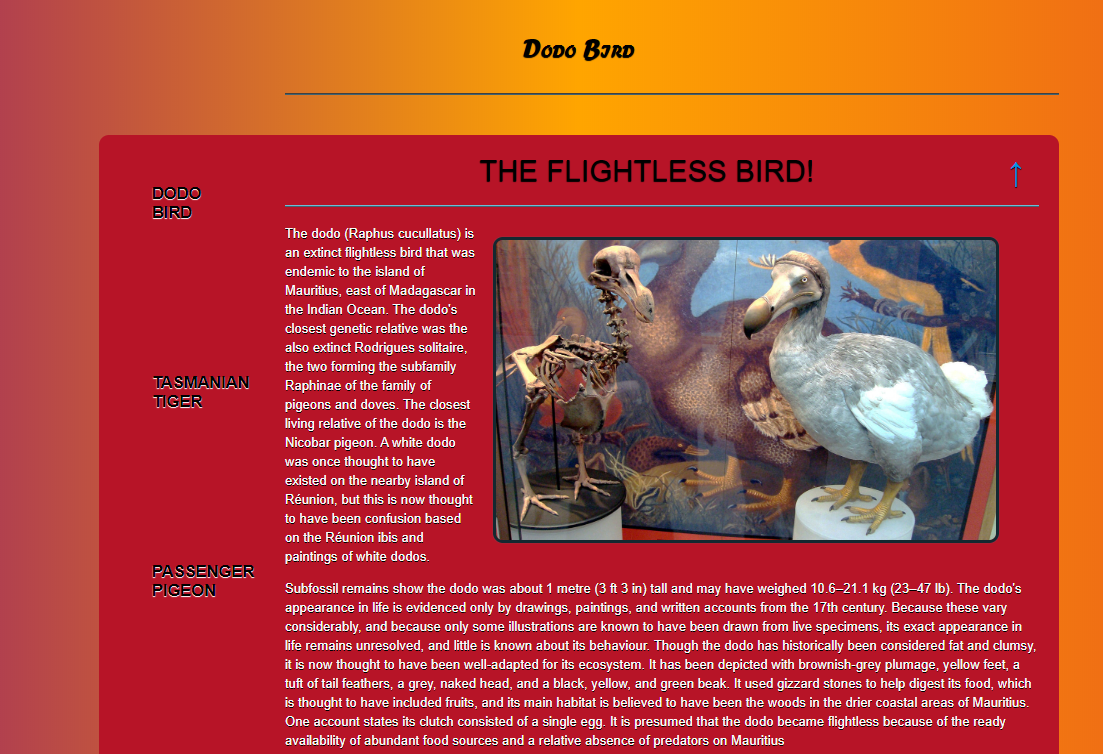 Dodo Bird
THE FLIGHTLESS BIRD!
↑
DODO
BIRD
TASMANIAN
TIGER
PASSENGER
PIGEON
The dodo (Raphus cucullatus) is
an extinct flightless bird that was
endemic to the island of
Mauritius, east of Madagascar in
the Indian Ocean. The dodo's
closest genetic relative was the
also extinct Rodrigues solitaire,
the two forming the subfamily
Raphinae of the family of
pigeons and doves. The closest
living relative of the dodo is the
Nicobar pigeon. A white dodo
was once thought to have
existed on the nearby island of
Réunion, but this is now thought
to have been confusion based
on the Réunion ibis and
paintings of white dodos.
Subfossil remains show the dodo was about 1 metre (3 ft 3 in) tall and may have weighed 10.6–21.1 kg (23–47 lb). The dodo's
appearance in life is evidenced only by drawings, paintings, and written accounts from the 17th century. Because these vary
considerably, and because only some illustrations are known to have been drawn from live specimens, its exact appearance in
life remains unresolved, and little is known about its behaviour. Though the dodo has historically been considered fat and clumsy,
it is now thought to have been well-adapted for its ecosystem. It has been depicted with brownish-grey plumage, yellow feet, a
tuft of tail feathers, a grey, naked head, and a black, yellow, and green beak. It used gizzard stones to help digest its food, which
is thought to have included fruits, and its main habitat is believed to have been the woods in the drier coastal areas of Mauritius.
One account states its clutch consisted of a single egg. It is presumed that the dodo became flightless because of the ready
availability of abundant food sources and a relative absence of predators on Mauritius